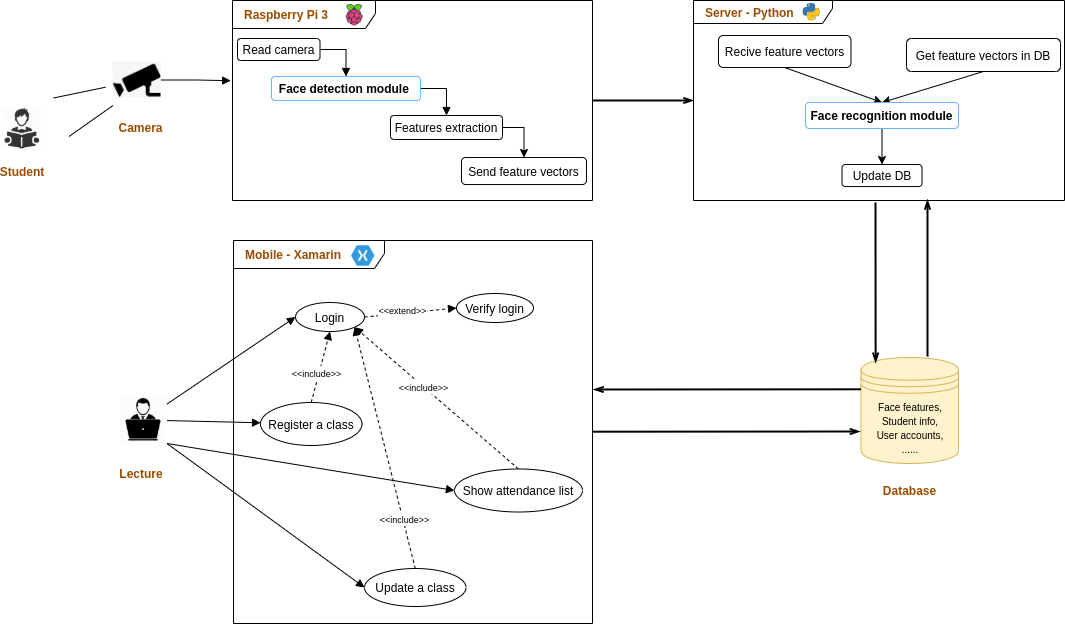 Raspberry Pi 3
Read camera
Face detection module
Features extraction
Send feature vectors
Server - Python
Recive feature vectors
Get feature vectors in DB
Face recognition module
Update DB
Camera
Student
Mobile - Xamarin
Login
<<extend>>
Verify login
<<include>>
<<include>>
Register a class
Show attendance list
<<include>>
Update a class
Lecture
Face features,
Student info,
User accounts,
......
Database